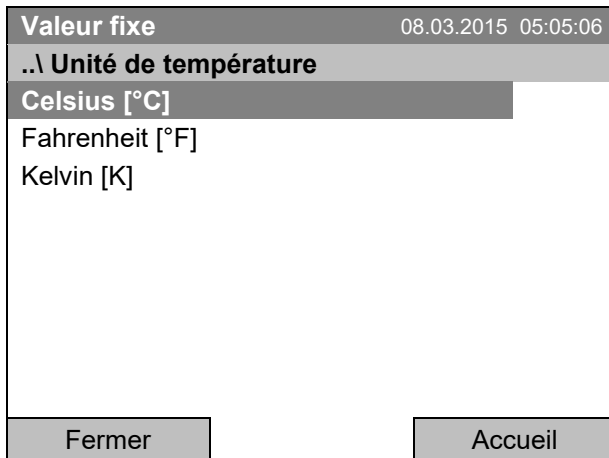 Valeur fixe 08.03.2015 05:05:06
..\ Unité de température
Celsius [°C]
Fahrenheit [°F]
Kelvin [K]
Fermer Accueil